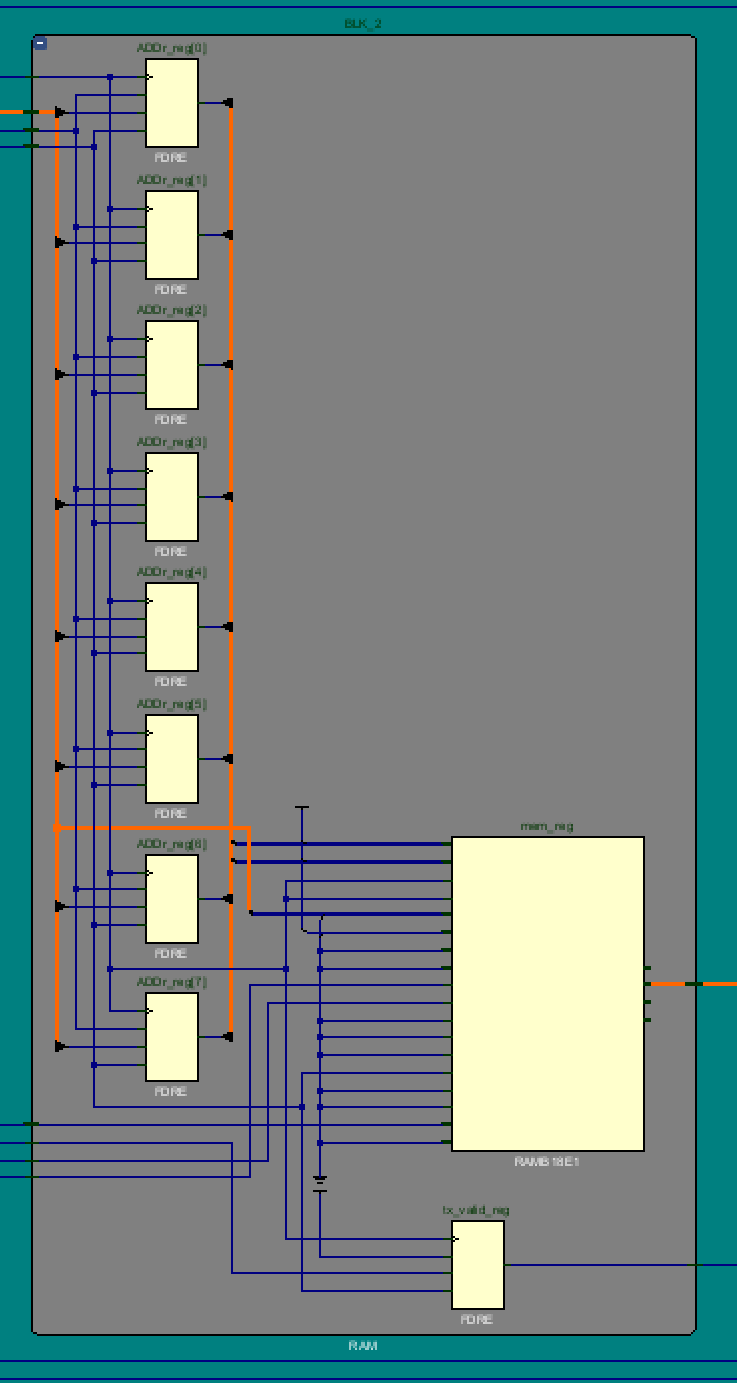 BLK_2
ADDr_reg[0]
FDRE
ADDr_reg[1]
FDRE
ADDr_reg[2]
FDRE
ADDr_reg[3]
FDRE
ADDr_reg[4]
FDRE
ADDr_reg[5]
FDRE
ADDr_reg[6]
FDRE
ADDr_reg[7]
FDRE
mem_reg
RAMB18E1
tx_valid_reg
FDRE
RAM